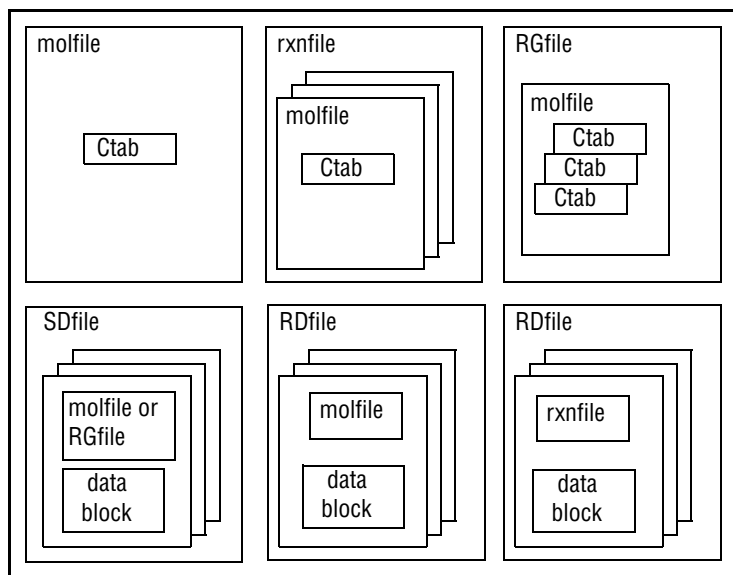 molfile
Ctab
rxnfile
molfile
Ctab
RGfile
molfile
Ctab
Ctab
Ctab
SDfile
molfile or
RGfile
data
block
RDfile
molfile
data
block
RDfile
rxnfile
data
block